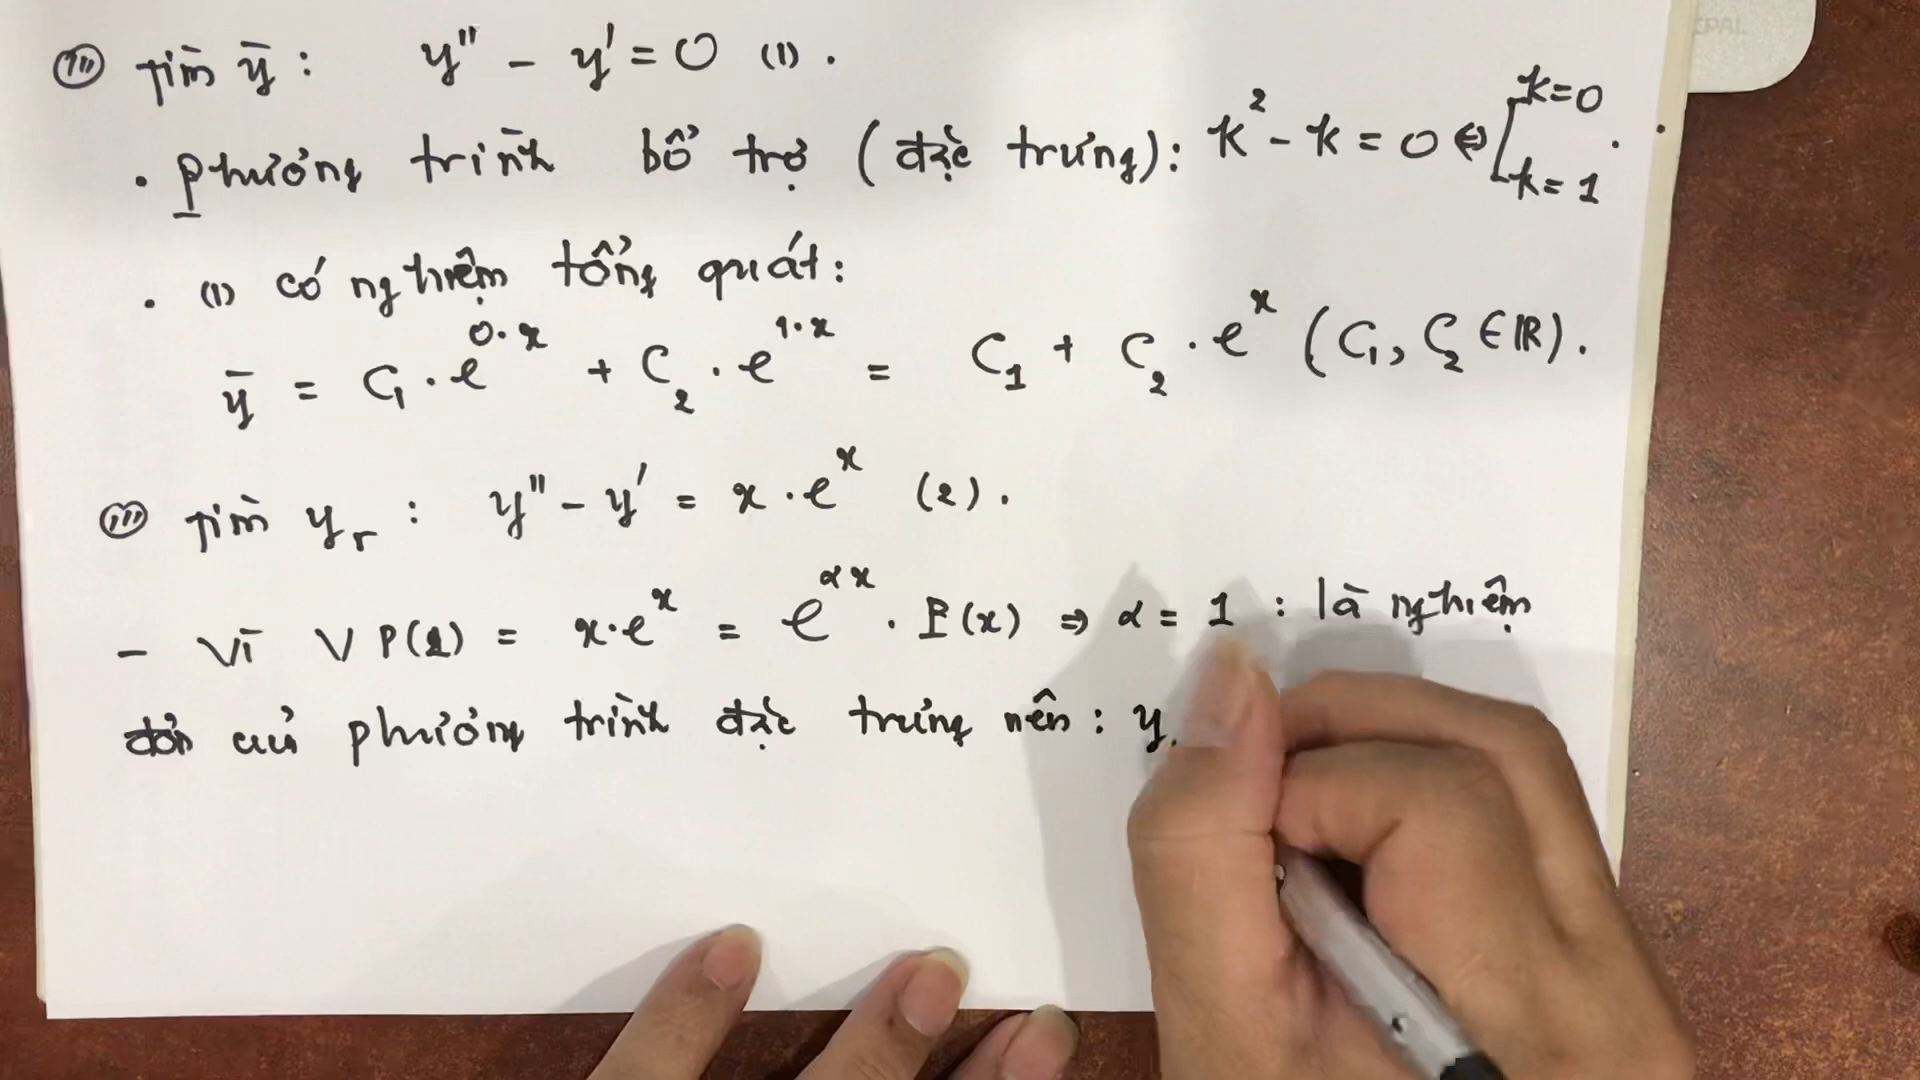 (ii) Tìm ȳ : y'' - y' = 0 (1) .
. Phương trình bổ trợ (đặc trưng): k² - k = 0 ⇔ [ k=0 k=1 .
. (1) có nghiệm tổng quát:
ȳ = C₁ . e^{0.x} + C₂ . e^{1.x} = C₁ + C₂ . e^x (C₁, C₂ ∈ ℝ) .
(iii) Tìm y_r : y'' - y' = x . e^x (2) .
- Vì VP(2) = x.e^x = e^{αx} . P₁(x) ⇒ α = 1 : là nghiệm
đơn của phương trình đặc trưng nên : y